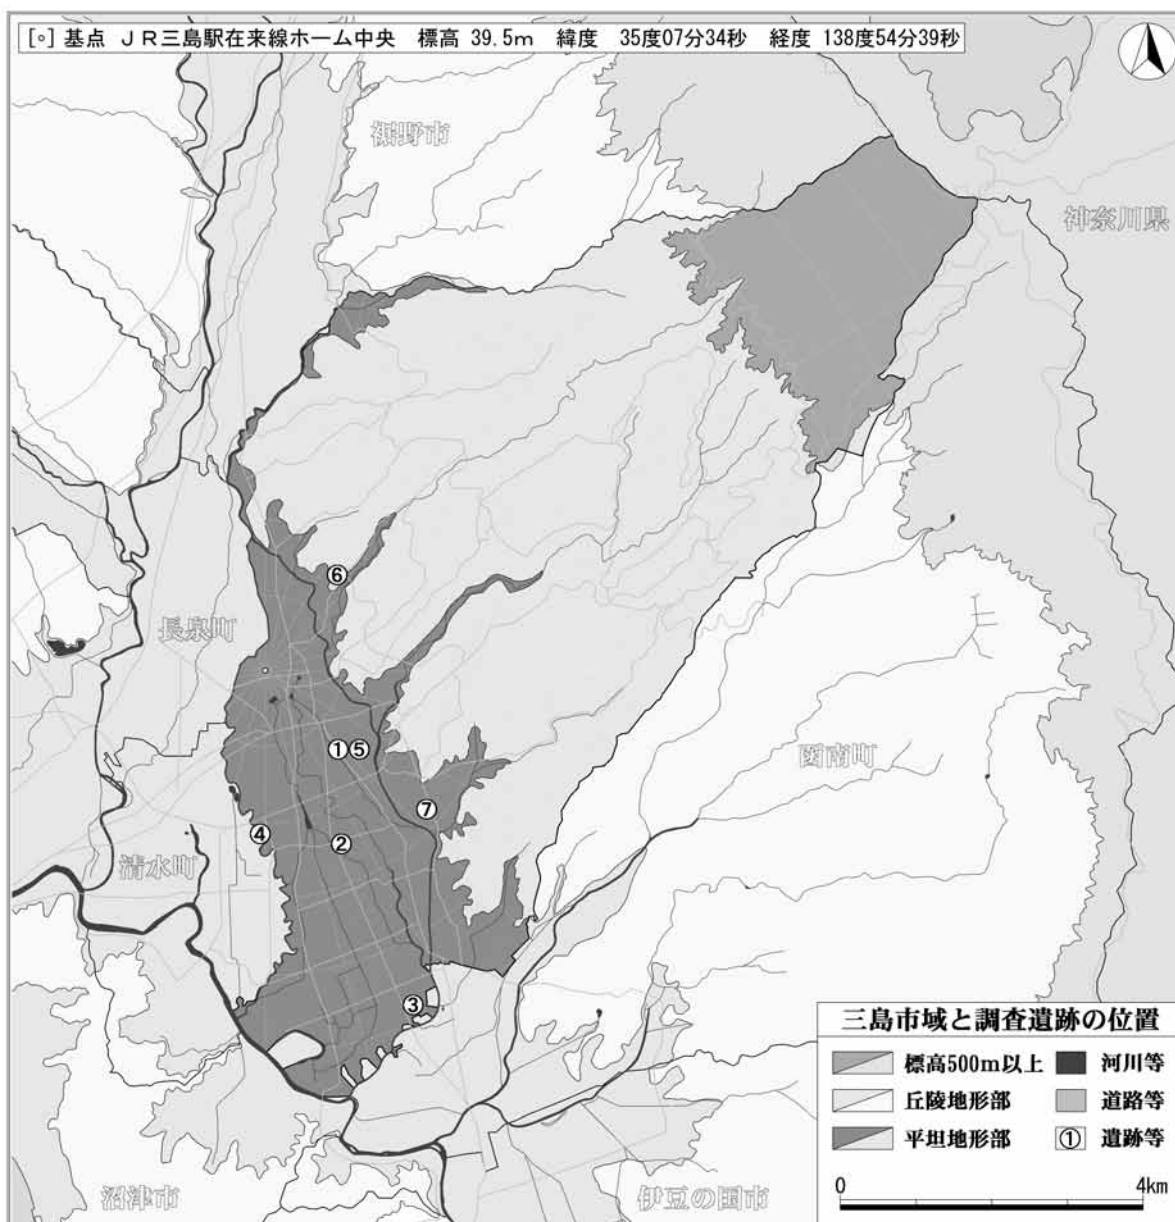 [∘] 基点 JR三島駅在来線ホーム中央 標高 39.5m 緯度 35度07分34秒 経度 138度54分39秒
裾野市
神奈川県
⑥
長泉町
①⑤
函南町
⑦
④
②
清水町
③
三島市域と調査遺跡の位置
標高500m以上
河川等
丘陵地形部
道路等
平坦地形部
① 遺跡等
沼津市
伊豆の国市
0 4km